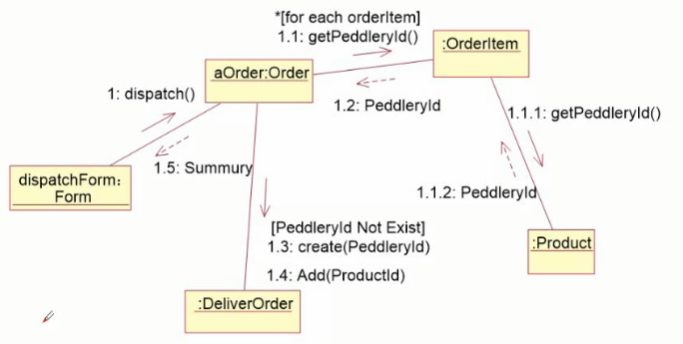 *[for each orderItem]
1.1: getPeddleryId()
:OrderItem
aOrder:Order
1: dispatch()
1.2: PeddleryId
1.1.1: getPeddleryId()
1.5: Summury
dispatchForm:
Form
1.1.2: PeddleryId
[PeddleryId Not Exist]
1.3: create(PeddleryId)
:Product
1.4: Add(ProductId)
:DeliverOrder